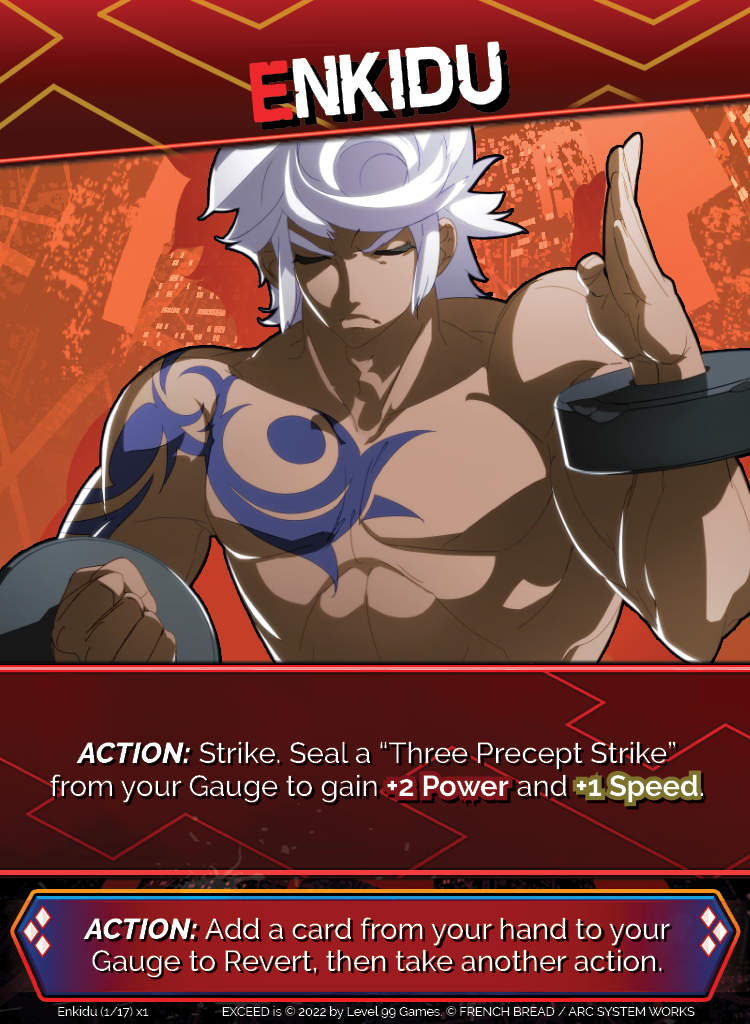 ENKIDU
ACTION: Strike. Seal a “Three Precept Strike”
from your Gauge to gain +2 Power and +1 Speed.
ACTION: Add a card from your hand to your
Gauge to Revert, then take another action.
Enkidu (1/17) x1 EXCEED is © 2022 by Level 99 Games, © FRENCH BREAD / ARC SYSTEM WORKS